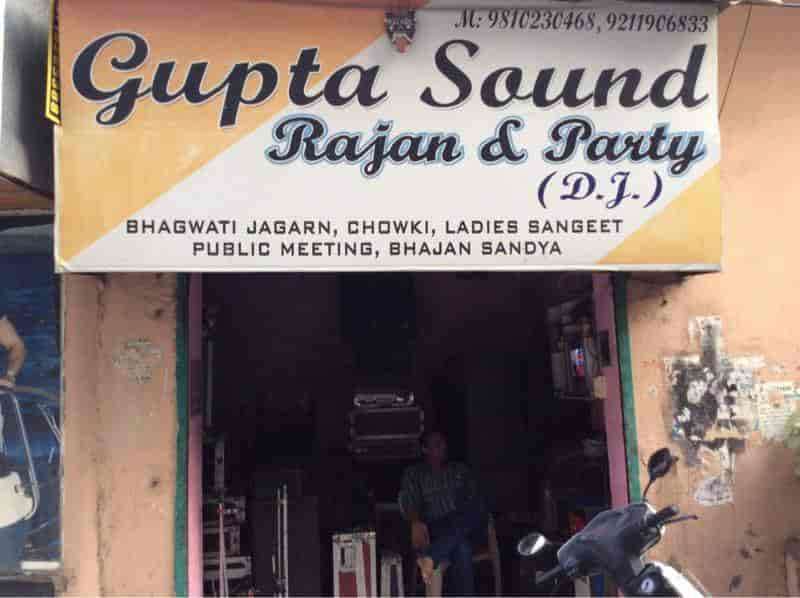 M: 9810230468, 9211906833
Gupta Sound
Rajan & Party
(D.J.)
BHAGWATI JAGARN, CHOWKI, LADIES SANGEET
PUBLIC MEETING, BHAJAN SANDYA